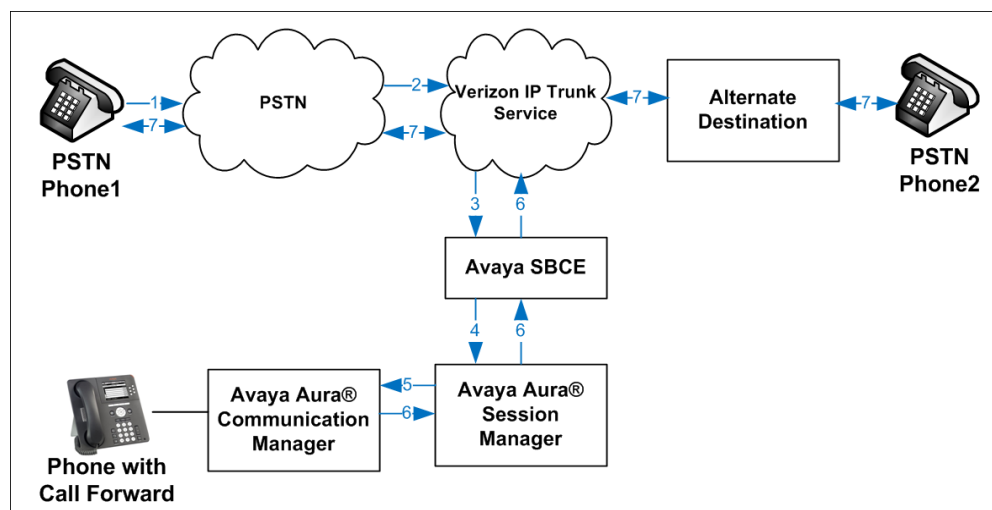 1
7
PSTN
Phone1
PSTN
2
7
Verizon IP Trunk
Service
7
Alternate
Destination
7
PSTN
Phone2
3
6
Avaya SBCE
4
6
Phone with
Call Forward
Avaya Aura®
Communication
Manager
5
6
Avaya Aura®
Session
Manager